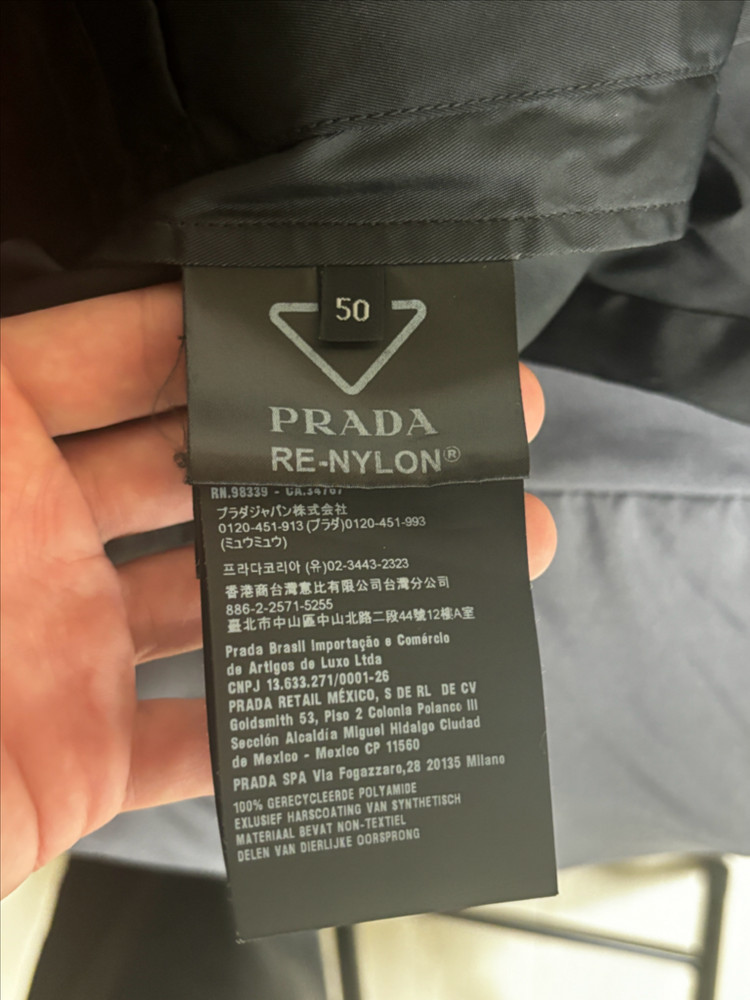 50
PRADA
RE-NYLON®
RN.98339 - CA.34707
プラダジャパン株式会社
0120-451-913 (プラダ)0120-451-993
(ミュウミュウ)
프라다코리아 (유)02-3443-2323
香港商台灣意比有限公司台灣分公司
886-2-2571-5255
臺北市中山區中山北路二段44號12樓A室
Prada Brasil Importação e Comércio
de Artigos de Luxo Ltda
CNPJ 13.633.271/0001-26
PRADA RETAIL MÉXICO, S DE RL DE CV
Goldsmith 53, Piso 2 Colonia Polanco III
Sección Alcaldía Miguel Hidalgo Ciudad
de Mexico - Mexico CP 11560
PRADA SPA Via Fogazzaro,28 20135 Milano
100% GERECYCLEERDE POLYAMIDE
EXLUSIEF HARSCOATING VAN SYNTHETISCH
MATERIAAL BEVAT NON-TEXTIEL
DELEN VAN DIERLIJKE OORSPRONG